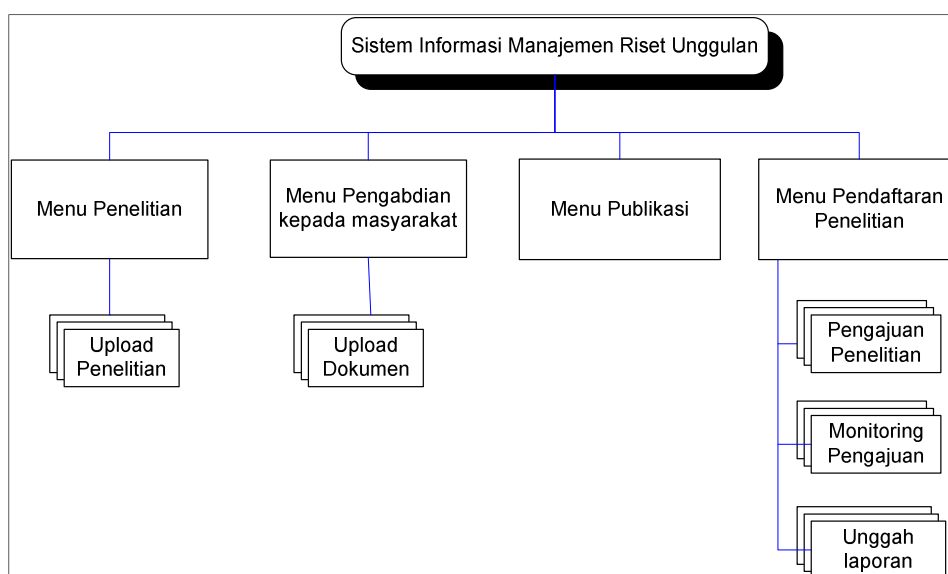 Sistem Informasi Manajemen Riset Unggulan
Menu Penelitian
Menu Pengabdian
kepada masyarakat
Menu Publikasi
Menu Pendaftaran
Penelitian
Upload
Penelitian
Upload
Dokumen
Pengajuan
Penelitian
Monitoring
Pengajuan
Unggah
laporan